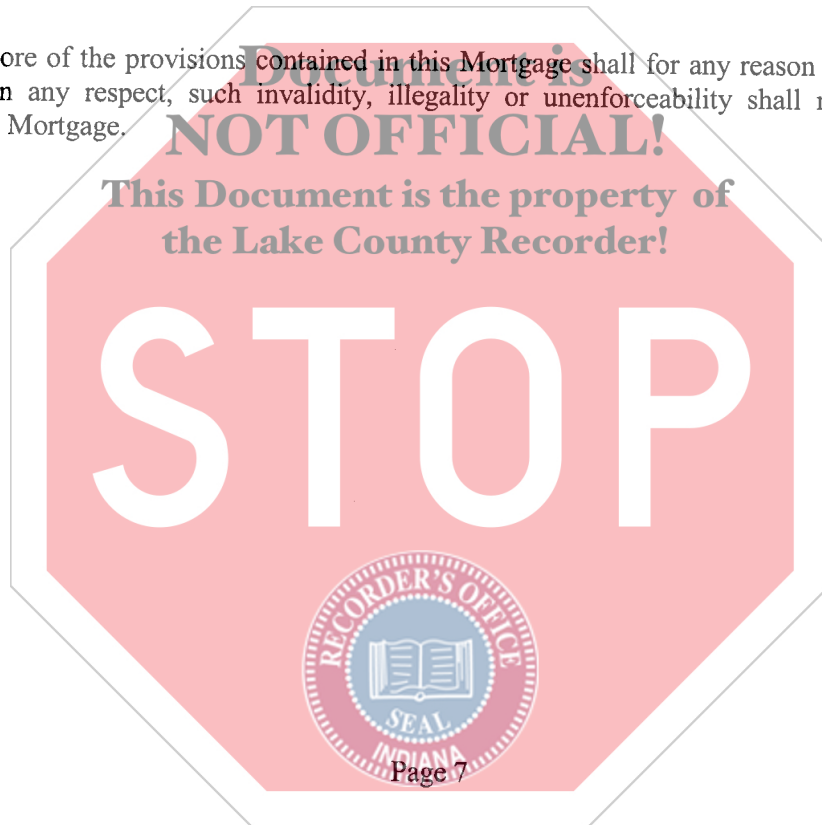 ore of the provisions contained in this Mortgage shall for any reason
Document is
n any respect, such invalidity, illegality or unenforceability shall
Mortgage.
NOT OFFICIAL!
This Document is the property of
the Lake County Recorder!
STOP
RECORDER'S OFFICE
SEAL
INDIANA
Page 7